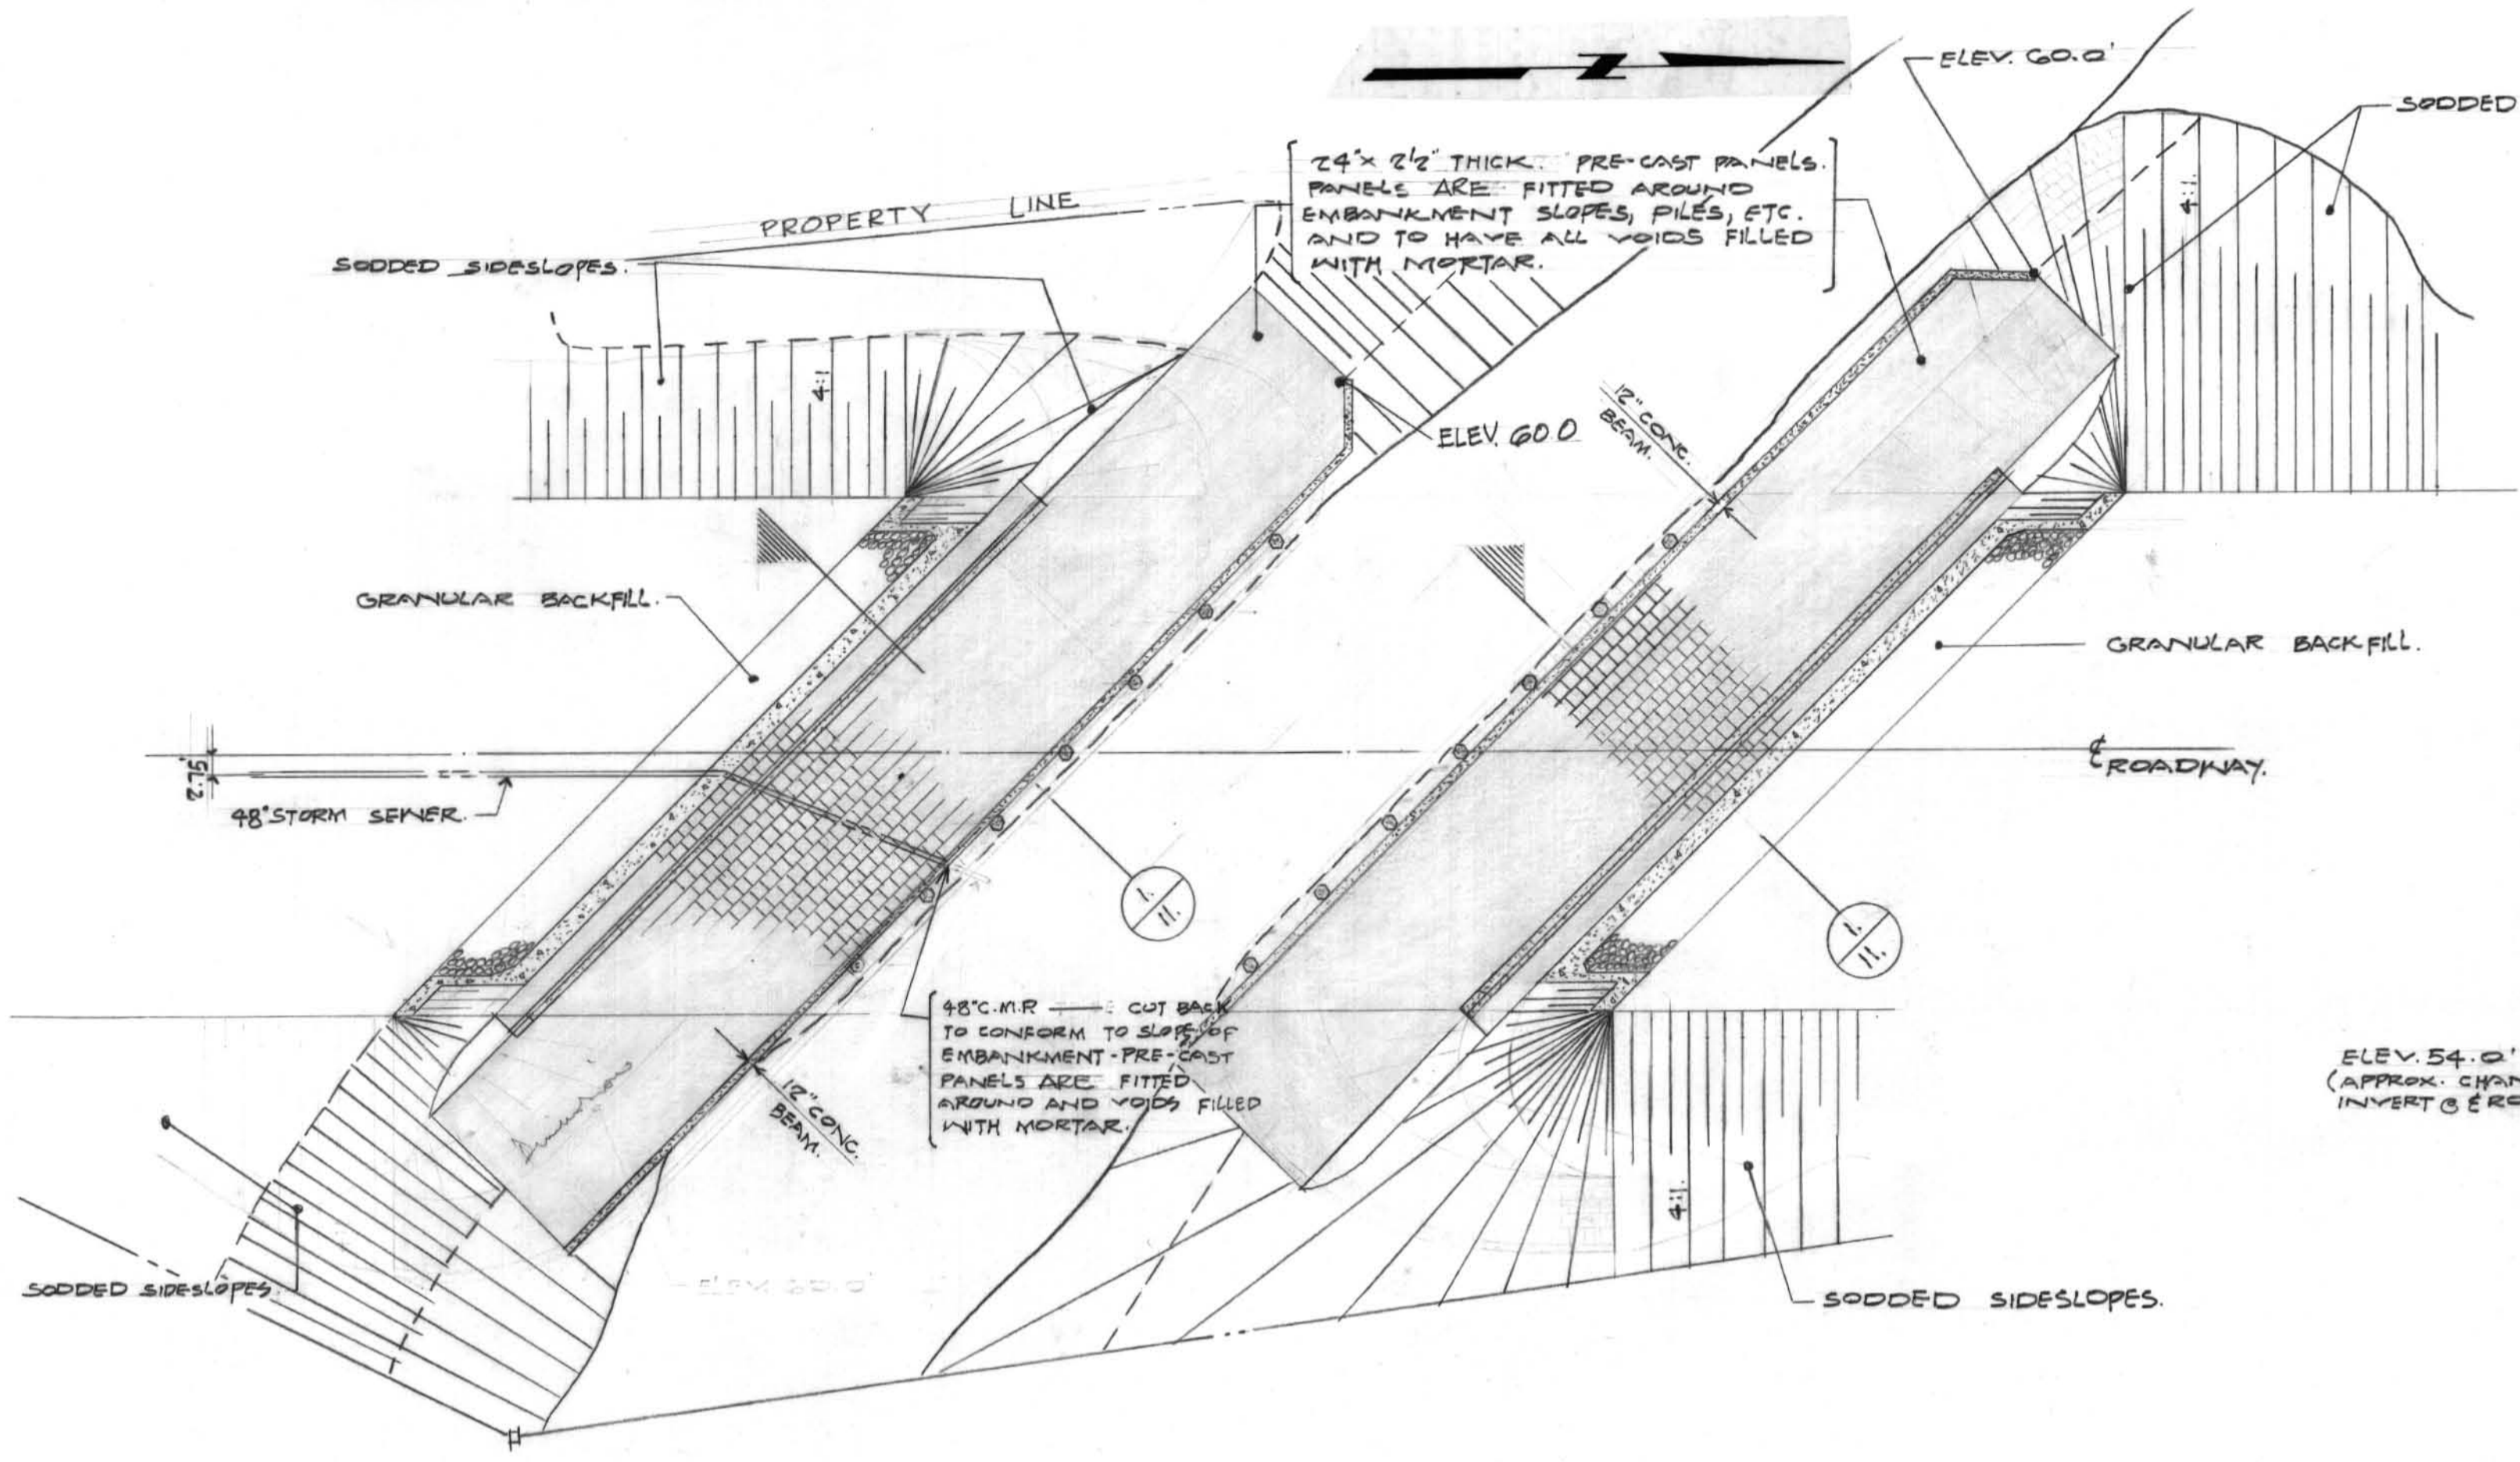 N
ELEV. 60.0'
SODDED
24" x 2½" THICK. PRE-CAST PANELS.
PANELS ARE FITTED AROUND
EMBANKMENT SLOPES, PILES, ETC.
AND TO HAVE ALL VOIDS FILLED
WITH MORTAR.
PROPERTY LINE
SODDED SIDESLOPES.
4:1
4:1.
12" CONC.
BEAM.
ELEV. 60.0
GRANULAR BACKFILL.
GRANULAR BACKFILL.
2.75'
48" STORM SEWER.
℄ ROADWAY.
1.
11.
1.
11.
48" C.M.P. CUT BACK
TO CONFORM TO SLOPE OF
EMBANKMENT - PRE-CAST
PANELS ARE FITTED
AROUND AND VOIDS FILLED
WITH MORTAR.
12" CONC.
BEAM.
ELEV. 54.0'
(APPROX. CHAN
INVERT @ ℄ RO
4:1.
SODDED SIDESLOPES.
SODDED SIDESLOPES.
ELEV. 60.0'